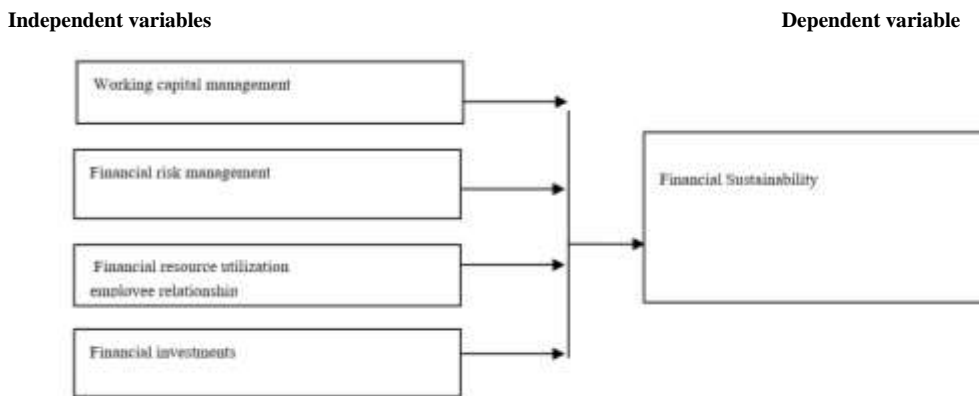 Independent variables Dependent variable
Working capital management
Financial risk management
Financial Sustainability
Financial resource utilization
employee relationship
Financial investments